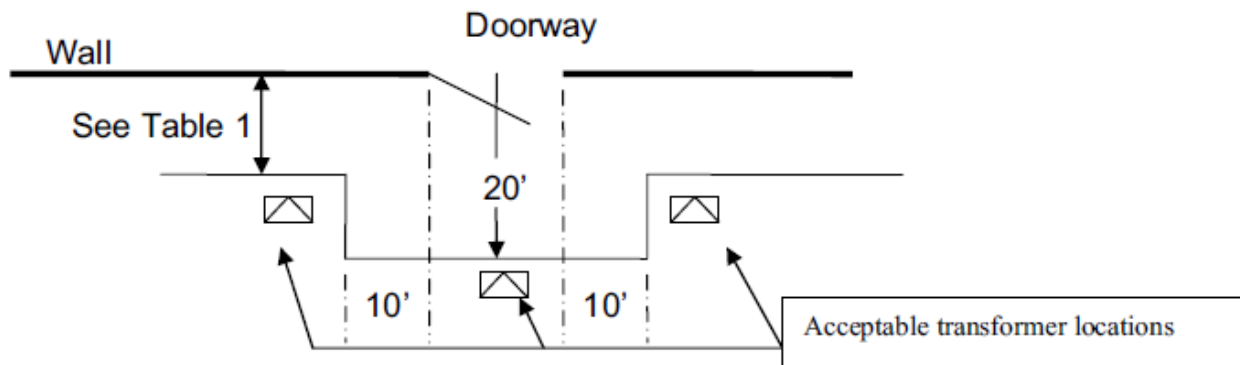 Doorway
Wall
See Table 1
20’
10’
10’
Acceptable transformer locations